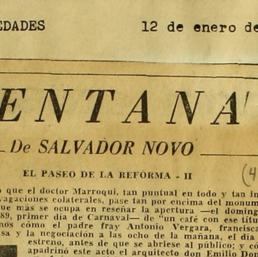 EDADES 12 de enero de
ENTANA
De SALVADOR NOVO
EL PASEO DE LA REFORMA - II
(4
o que el doctor Marroqui, tan puntual en todo y tan
vagaciones colaterales, pase tan por encima del monum
que más se ocupa en reseñar la apertura —el doming
89, primer día de Carnaval— de "un café con ese títu
nos cómo el padre fray Antonio Vergara, francisca
sa y la negociación a las ocho de la mañana, el día
estreno, antes de que se abriese al público; y có
apadrinó este acto el arquitecto don Emilio Don